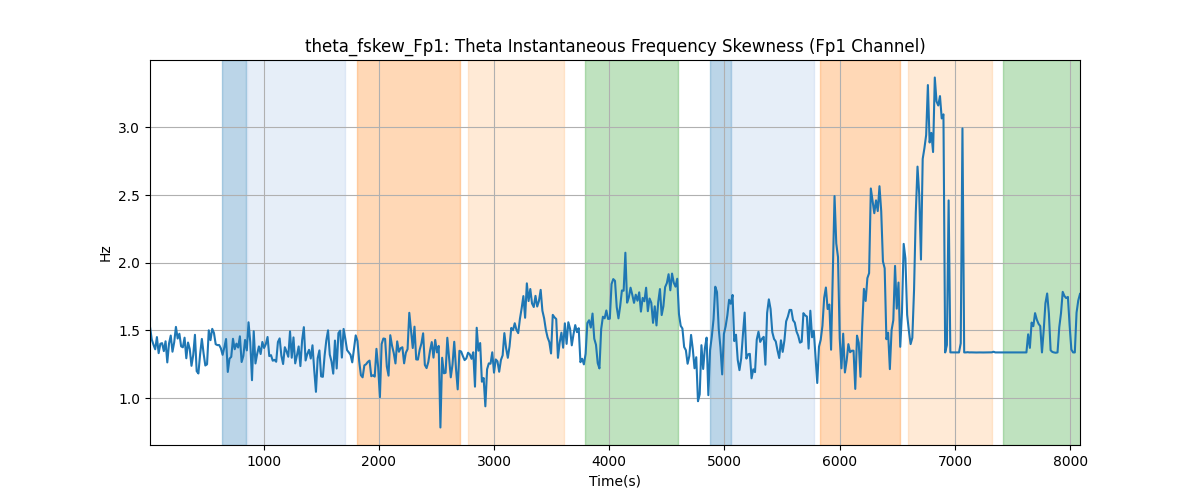 theta_fskew_Fp1: Theta Instantaneous Frequency Skewness (Fp1 Channel)
Hz
3.0
2.5
2.0
1.5
1.0
1000 2000 3000 4000 5000 6000 7000 8000
Time(s)